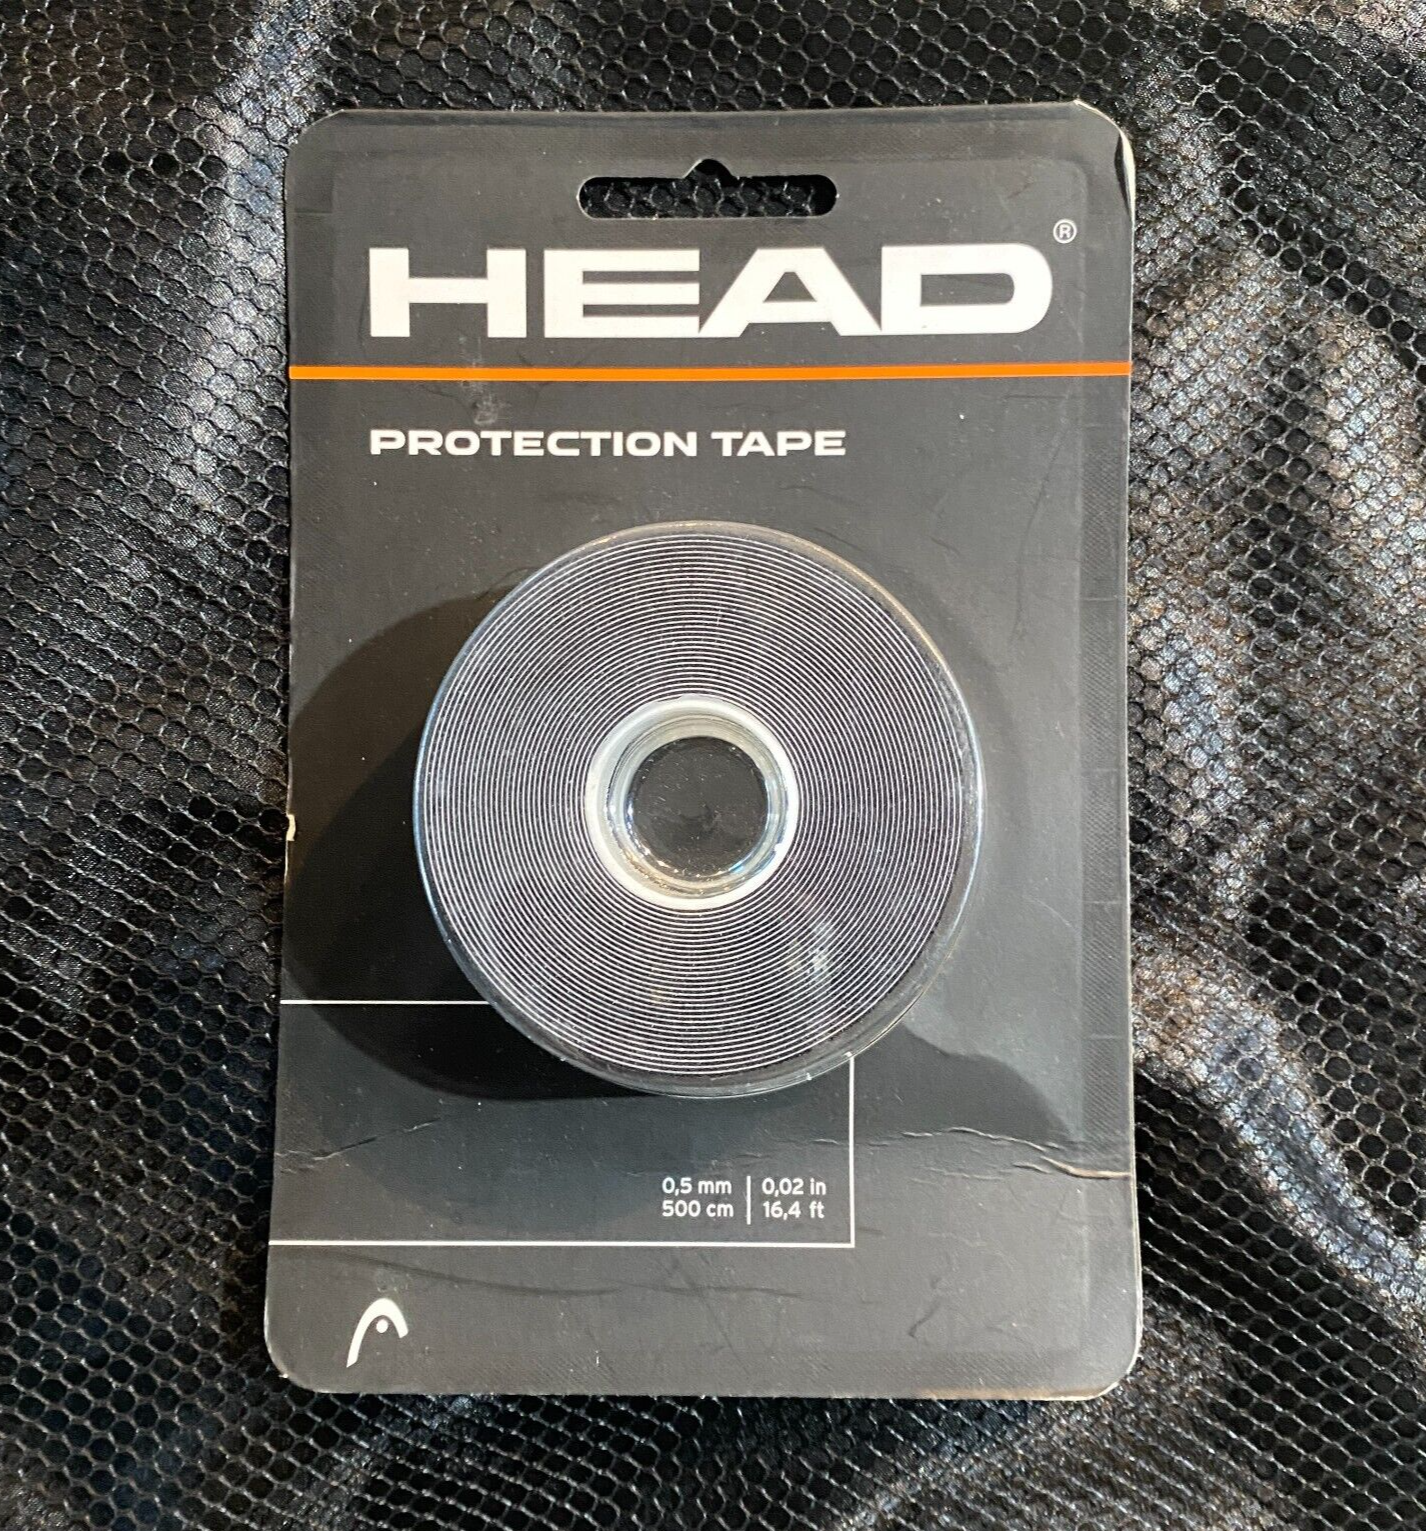 HEAD®
PROTECTION TAPE
0,5 mm | 0,02 in
500 cm | 16,4 ft